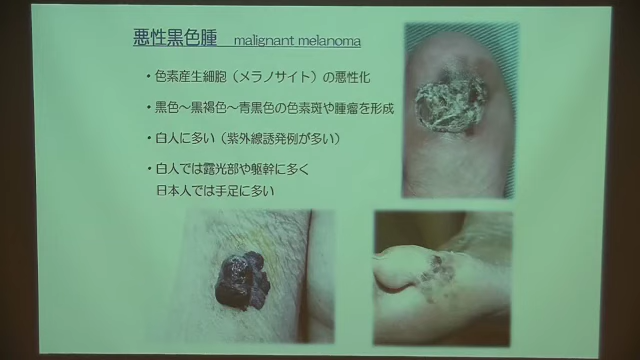 悪性黒色腫 malignant melanoma
・色素産生細胞（メラノサイト）の悪性化
・黒色～黒褐色～青黒色の色素斑や腫瘤を形成
・白人に多い（紫外線誘発例が多い）
・白人では露光部や躯幹に多く
日本人では手足に多い